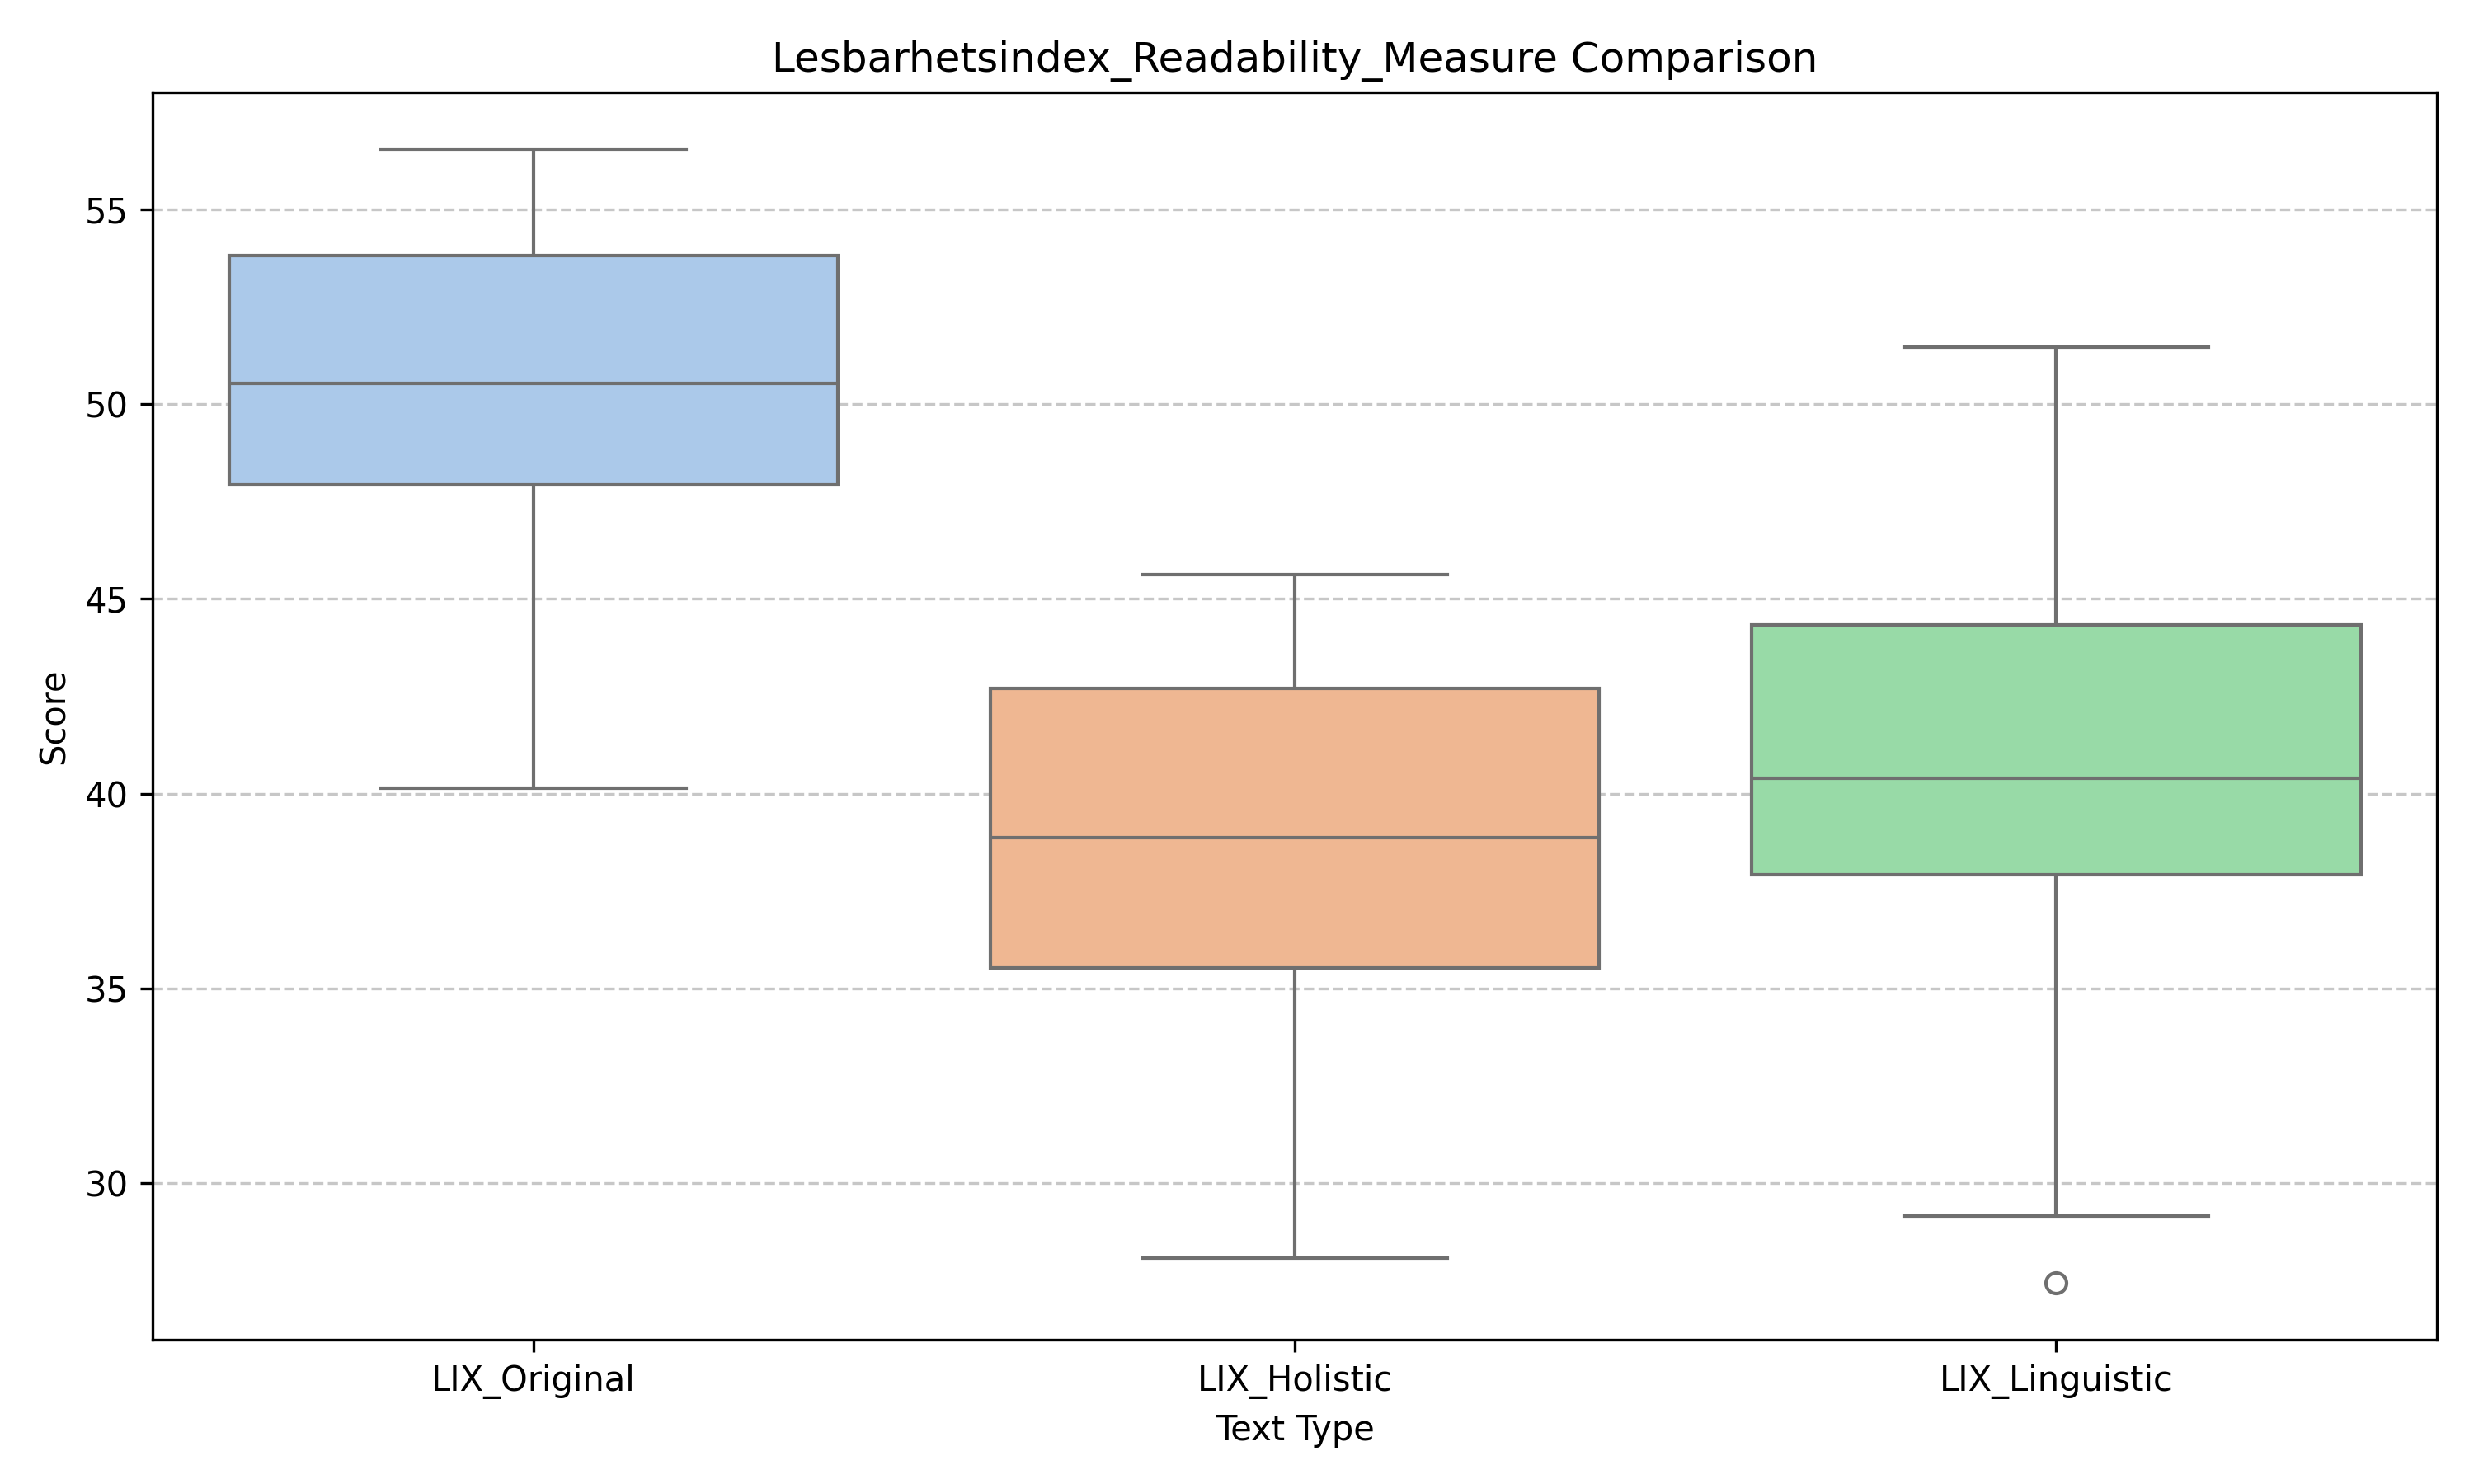 Lesbarhetsindex_Readability_Measure Comparison
Score
55
50
45
40
35
30
LIX_Original
LIX_Holistic
LIX_Linguistic
Text Type